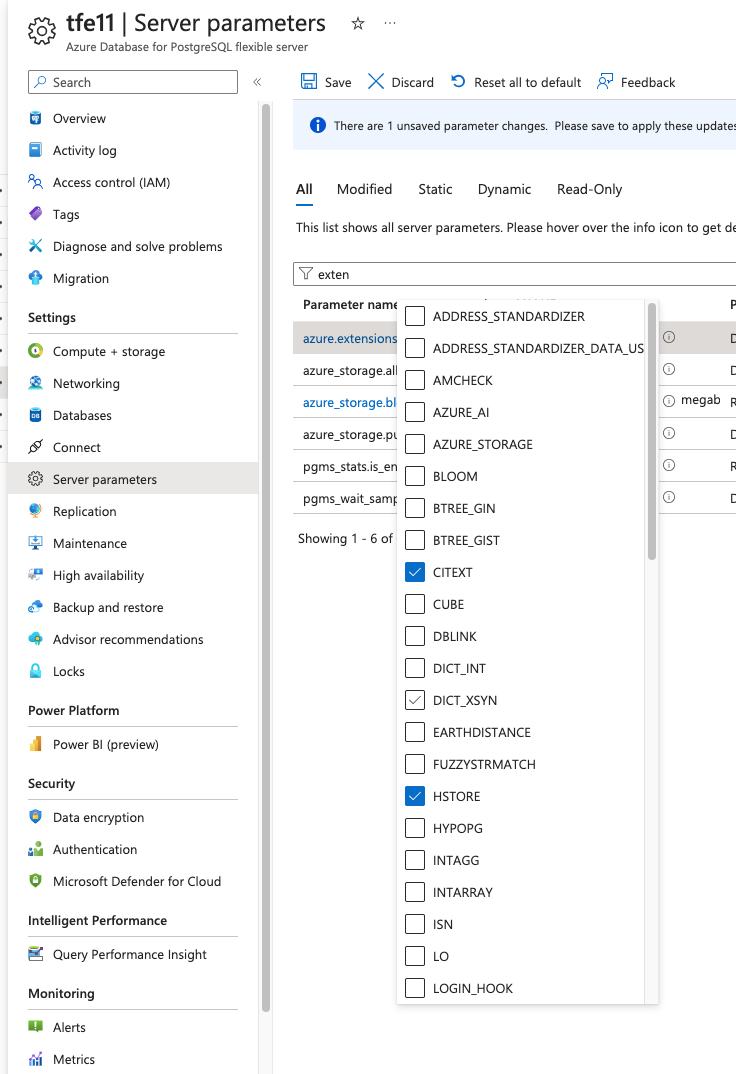 tfe11 | Server parameters
Azure Database for PostgreSQL flexible server
Search
Overview
Activity log
Access control (IAM)
Tags
Diagnose and solve problems
Migration
Settings
Compute + storage
Networking
Databases
Connect
Server parameters
Replication
Maintenance
High availability
Backup and restore
Advisor recommendations
Locks
Power Platform
Power BI (preview)
Security
Data encryption
Authentication
Microsoft Defender for Cloud
Intelligent Performance
Query Performance Insight
Monitoring
Alerts
Metrics
Save Discard Reset all to default Feedback
There are 1 unsaved parameter changes. Please save to apply these updates
All Modified Static Dynamic Read-Only
This list shows all server parameters. Please hover over the info icon to get de
exten
Parameter name
azure.extensions
azure_storage.all
azure_storage.bl
megab
azure_storage.pu
pgms_stats.is_en
pgms_wait_samp
Showing 1 - 6 of
ADDRESS_STANDARDIZER
ADDRESS_STANDARDIZER_DATA_US
AMCHECK
AZURE_AI
AZURE_STORAGE
BLOOM
BTREE_GIN
BTREE_GIST
CITEXT
CUBE
DBLINK
DICT_INT
DICT_XSYN
EARTHDISTANCE
FUZZYSTRMATCH
HSTORE
HYPOPG
INTAGG
INTARRAY
ISN
LO
LOGIN_HOOK